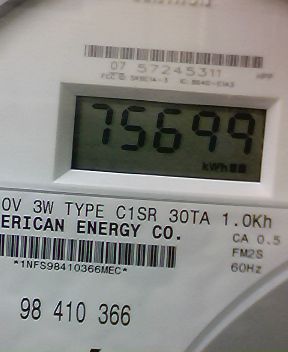 07 57245311
75699
kWh
0V 3W TYPE C1SR 30TA 1.0Kh
ERICAN ENERGY CO.
CA 0.5
FM2S
*1NFS98410366MEC*
60Hz
98 410 366